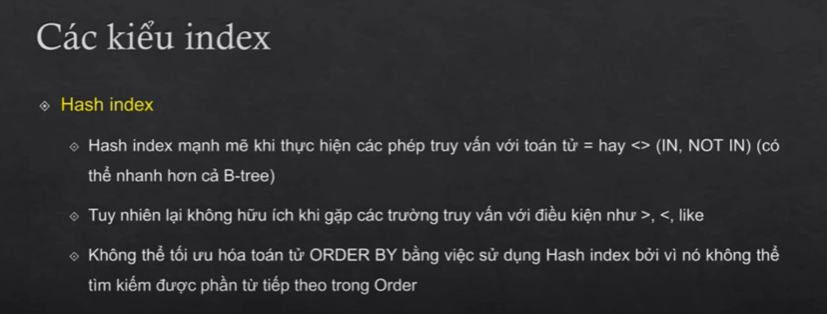 Các kiểu index
Hash index
Hash index mạnh mẽ khi thực hiện các phép truy vấn với toán tử = hay <> (IN, NOT IN) (có
thể nhanh hơn cả B-tree)
Tuy nhiên lại không hữu ích khi gặp các trường truy vấn với điều kiện như >, <, like
Không thể tối ưu hóa toán tử ORDER BY bằng việc sử dụng Hash index bởi vì nó không thể
tìm kiếm được phần từ tiếp theo trong Order